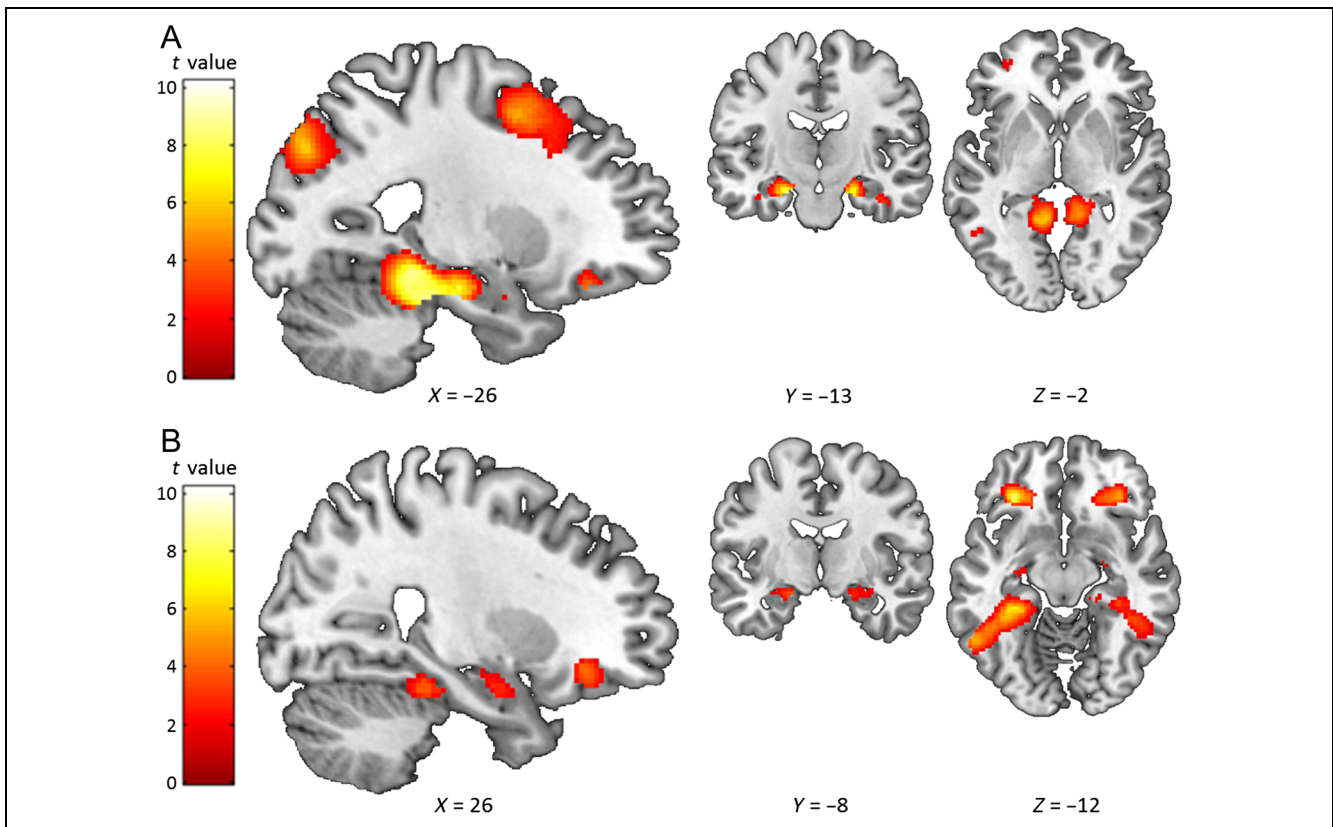 A
t value
10
8
6
4
2
0
X = –26
Y = –13
Z = –2
B
t value
10
8
6
4
2
0
X = 26
Y = –8
Z = –12